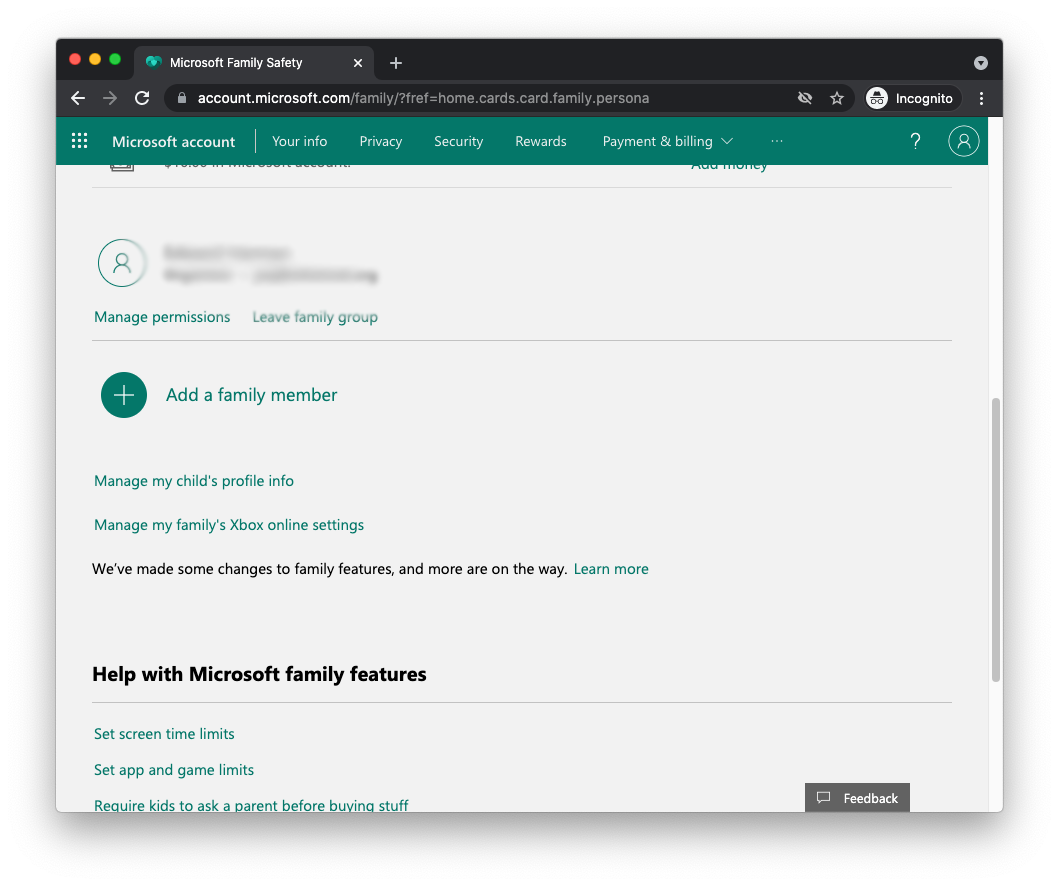 Microsoft Family Safety
account.microsoft.com/family/?fref=home.cards.card.family.persona
Incognito
Microsoft account Your info Privacy Security Rewards Payment & billing ... ?
in Microsoft account. Add money
Manage permissions Leave family group
Add a family member
Manage my child's profile info
Manage my family's Xbox online settings
We've made some changes to family features, and more are on the way. Learn more
Help with Microsoft family features
Set screen time limits
Set app and game limits
Require kids to ask a parent before buying stuff
Feedback